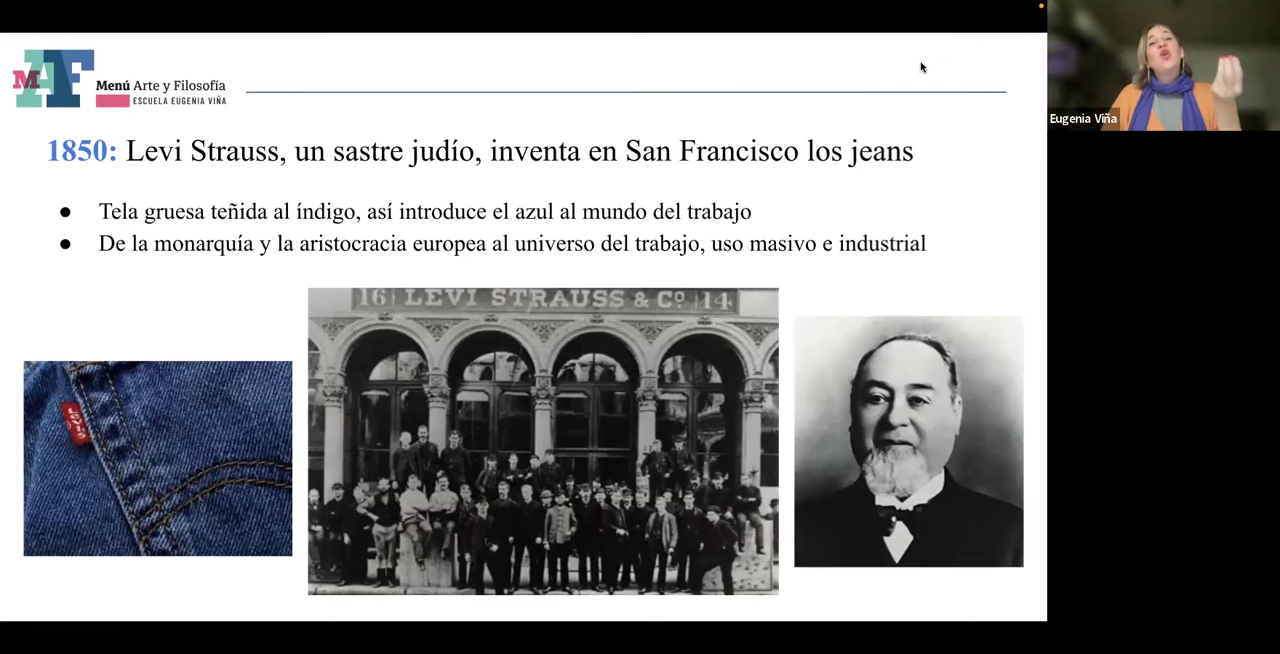 MAF
Menú Arte y Filosofía
ESCUELA EUGENIA VIÑA
Eugenia Viña
1850: Levi Strauss, un sastre judío, inventa en San Francisco los jeans
● Tela gruesa teñida al índigo, así introduce el azul al mundo del trabajo
● De la monarquía y la aristocracia europea al universo del trabajo, uso masivo e industrial
16 LEVI STRAUSS & Cº 14
LEVI'S